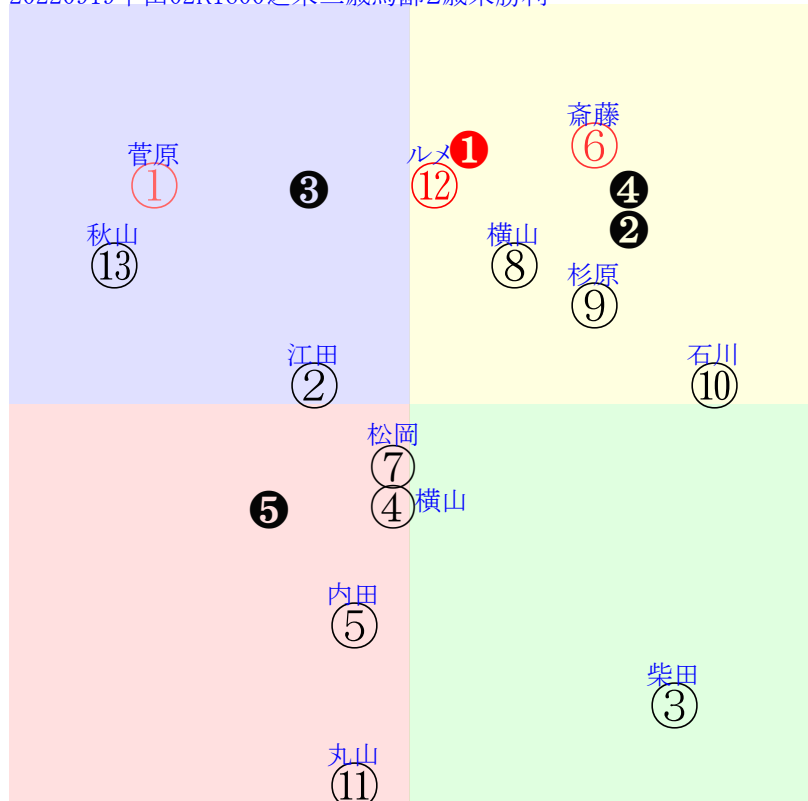 斎藤
⑥
菅原
①
❸
ルメ
❶
⑫
❹
❷
秋山
⑬
横山
⑧
杉原
⑨
江田
②
石川
⑩
松岡
⑦
④横山
❺
内田
⑤
柴田
③
丸山
⑪